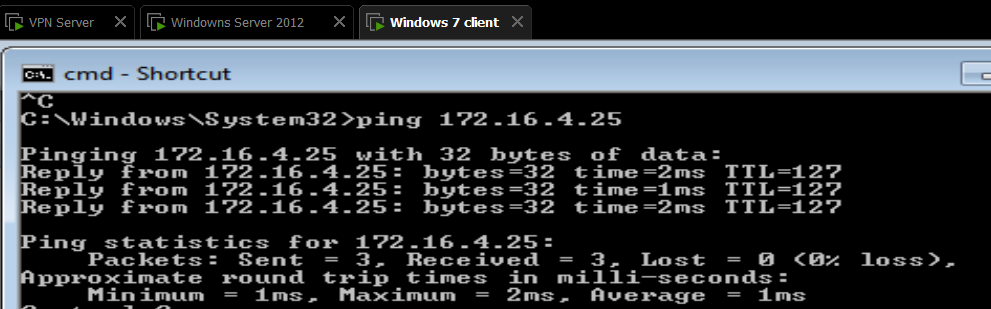 VPN Server
Windowns Server 2012
Windows 7 client
cmd - Shortcut
^C
C:\Windows\System32>ping 172.16.4.25
Pinging 172.16.4.25 with 32 bytes of data:
Reply from 172.16.4.25: bytes=32 time=2ms TTL=127
Reply from 172.16.4.25: bytes=32 time=1ms TTL=127
Reply from 172.16.4.25: bytes=32 time=2ms TTL=127
Ping statistics for 172.16.4.25:
Packets: Sent = 3, Received = 3, Lost = 0 (0% loss),
Approximate round trip times in milli-seconds:
Minimum = 1ms, Maximum = 2ms, Average = 1ms